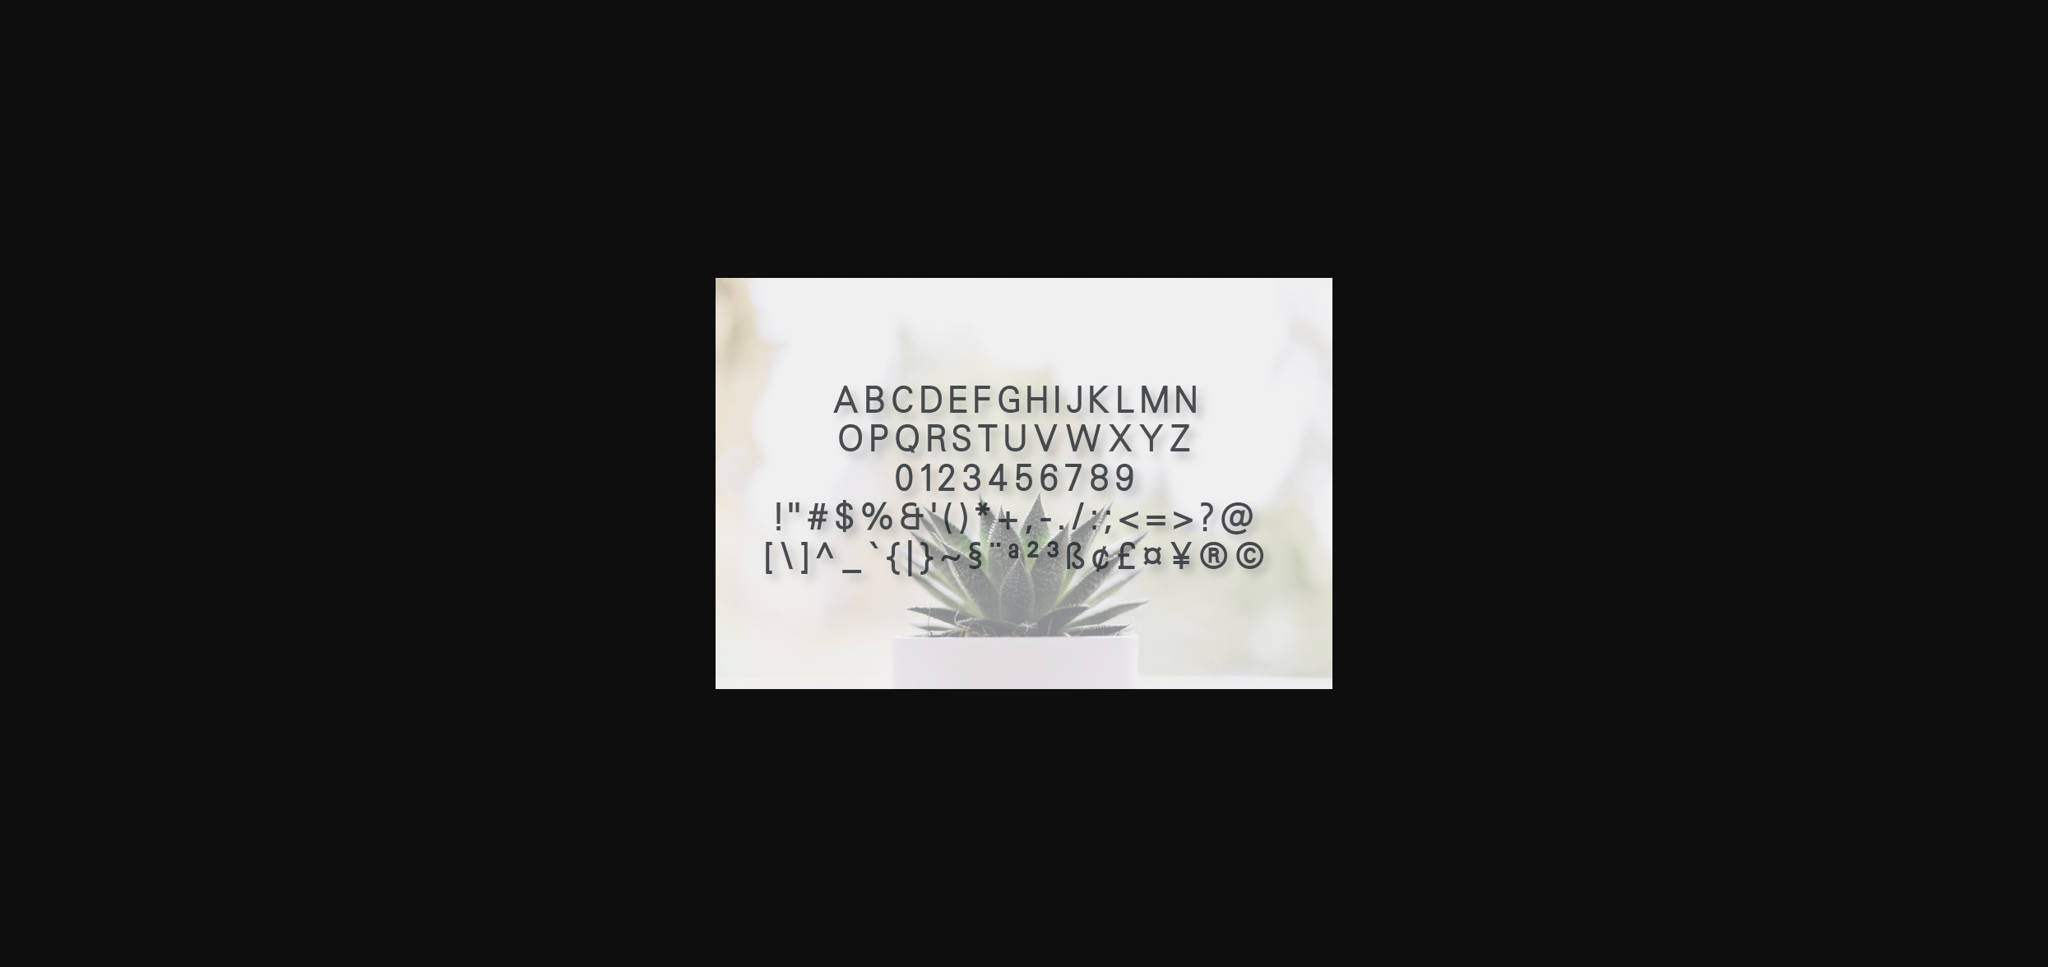 ABCDEFGHIJKLMN
OPQRSTUVWXYZ
0123456789
!"#$%&'()*+,-./:;<=>?@
[\]^_`{|}~§¨ª²³ß¢£¤¥®©